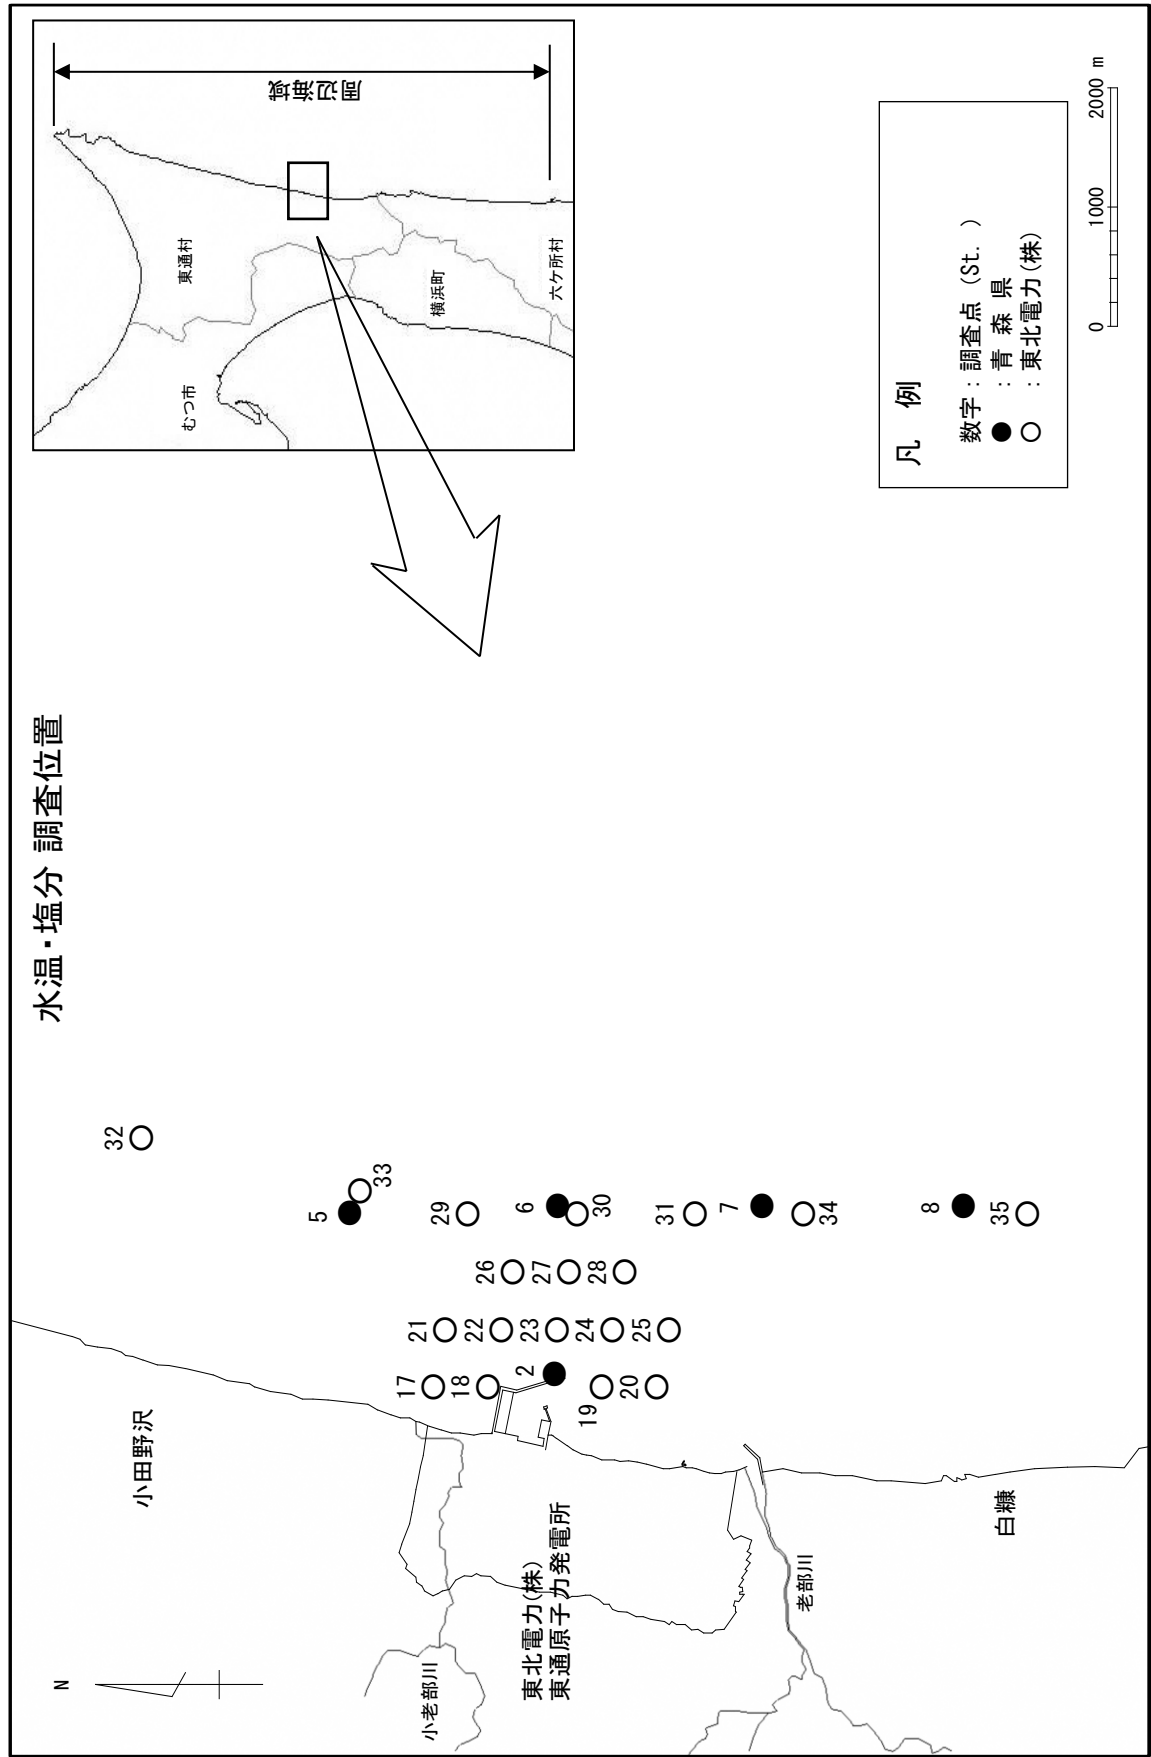 水温・塩分 調査位置
周辺海域
東通村
むつ市
横浜町
六ケ所村
N
小田野沢
小老部川
東北電力(株)
東通原子力発電所
老部川
白糠
32
5
33
29
6
30
31
7
34
8
35
26
27
28
21
22
23
24
25
17
18
2
19
20
凡 例
数字 : 調査点 (St. )
● : 青 森 県
○ : 東北電力(株)
0 1000 2000 m